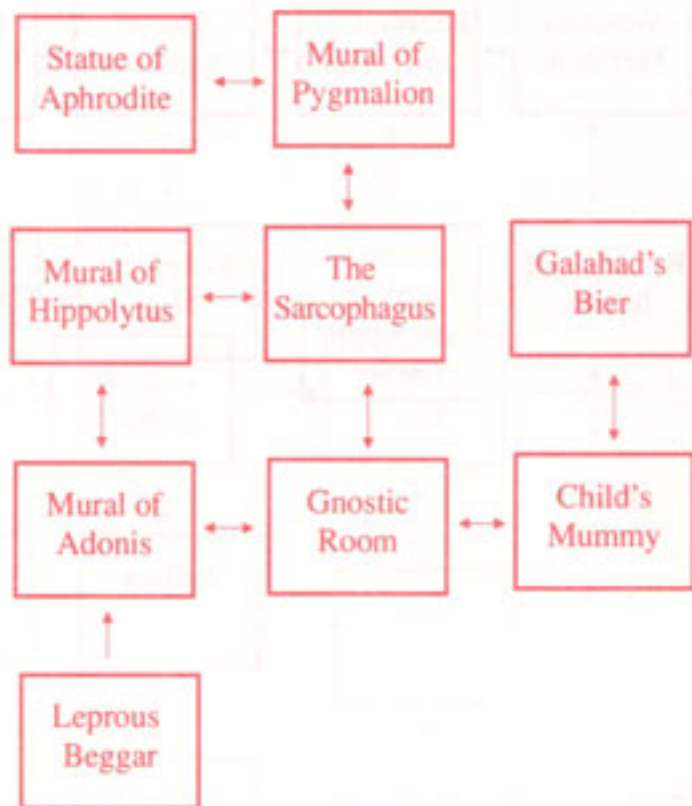 Statue of
Aphrodite
Mural of
Pygmalion
Mural of
Hippolytus
The
Sarcophagus
Galahad's
Bier
Mural of
Adonis
Gnostic
Room
Child's
Mummy
Leprous
Beggar